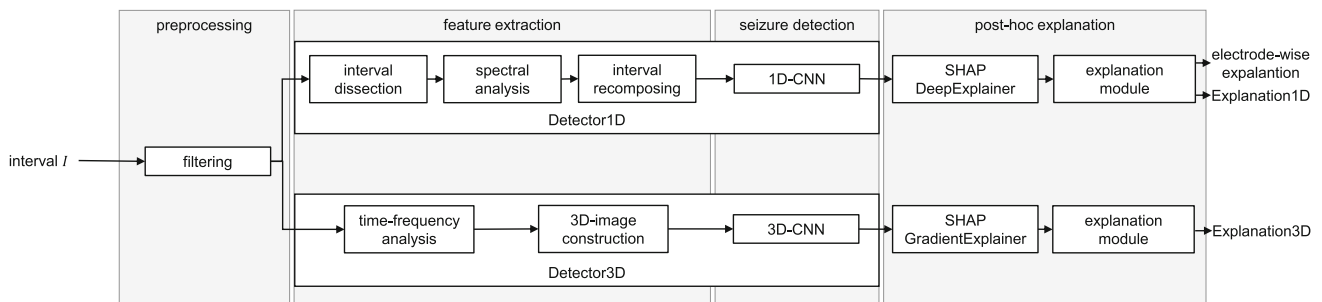 preprocessing
feature extraction
seizure detection
post-hoc explanation
interval I
filtering
interval
dissection
spectral
analysis
interval
recomposing
1D-CNN
Detector1D
SHAP
DeepExplainer
explanation
module
electrode-wise
expalantion
Explanation1D
time-frequency
analysis
3D-image
construction
3D-CNN
Detector3D
SHAP
GradientExplainer
explanation
module
Explanation3D